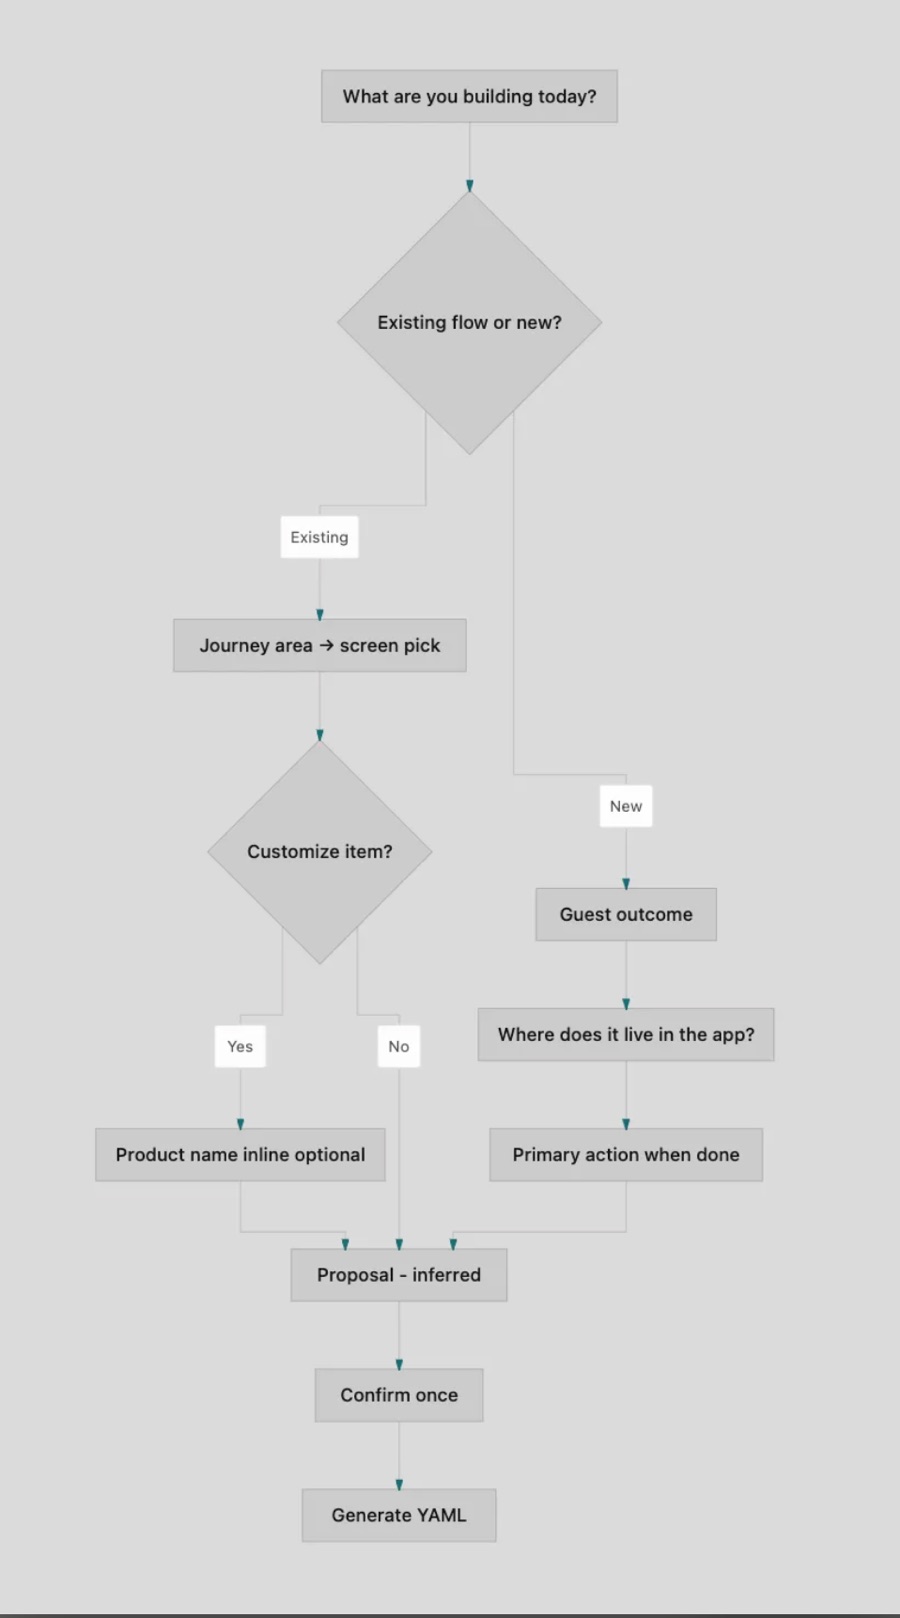 What are you building today?
Existing flow or new?
Existing
Journey area → screen pick
New
Customize item?
Guest outcome
Where does it live in the app?
Yes
No
Product name inline optional
Primary action when done
Proposal - inferred
Confirm once
Generate YAML